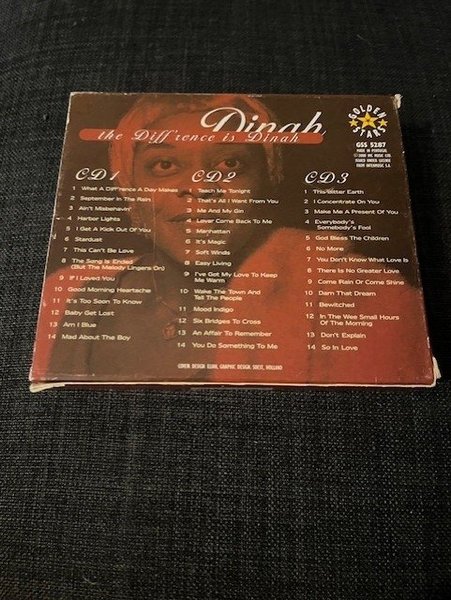 Dinah
the Diff'rence is Dinah
GOLDEN STARS
GSS 5287
MADE IN PORTUGAL
CD1
1 What A Diff'rence A Day Makes
2 September In The Rain
3 Ain't Misbehavin'
4 Harbor Lights
5 I Get A Kick Out Of You
6 Stardust
7 This Can't Be Love
8 The Song Is Ended
(But The Malody Lingers On)
9 If I Loved You
10 Good Morning Heartache
11 It's Too Soon To Know
12 Baby Get Lost
13 Am I Blue
14 Mad About The Boy
CD2
1 Teach Me Tonight
2 That's All I Want From You
3 Me And My Gin
4 Lover Come Back To Me
5 Manhattan
6 It's Magic
7 Soft Winds
8 Easy Living
9 I've Got My Love To Keep
Me Warm
10 Wake The Town And
Tell The People
11 Mood Indigo
12 Six Bridges To Cross
13 An Affair To Remember
14 You Do Something To Me
CD3
1 This Bitter Earth
2 I Concentrate On You
3 Make Me A Present Of You
4 Everybody's
Somebody's Fool
5 God Bless The Children
6 No More
7 You Don't Know What Love Is
8 There Is No Greater Love
9 Come Rain Or Come Shine
10 Darn That Dream
11 Bewitched
12 In The Wee Small Hours
Of The Morning
13 Don't Explain
14 So In Love